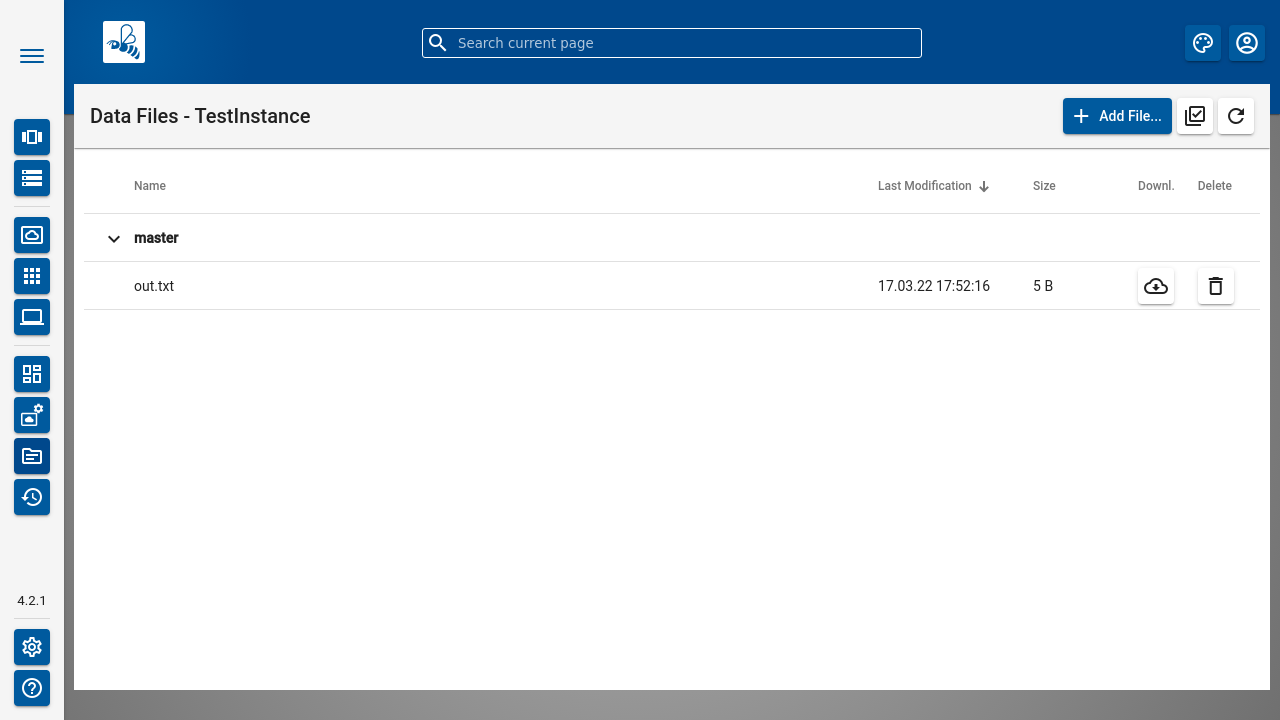 Search current page
Data Files - TestInstance
Add File...
Name Last Modification Size Downl. Delete
master
out.txt 17.03.22 17:52:16 5 B
4.2.1